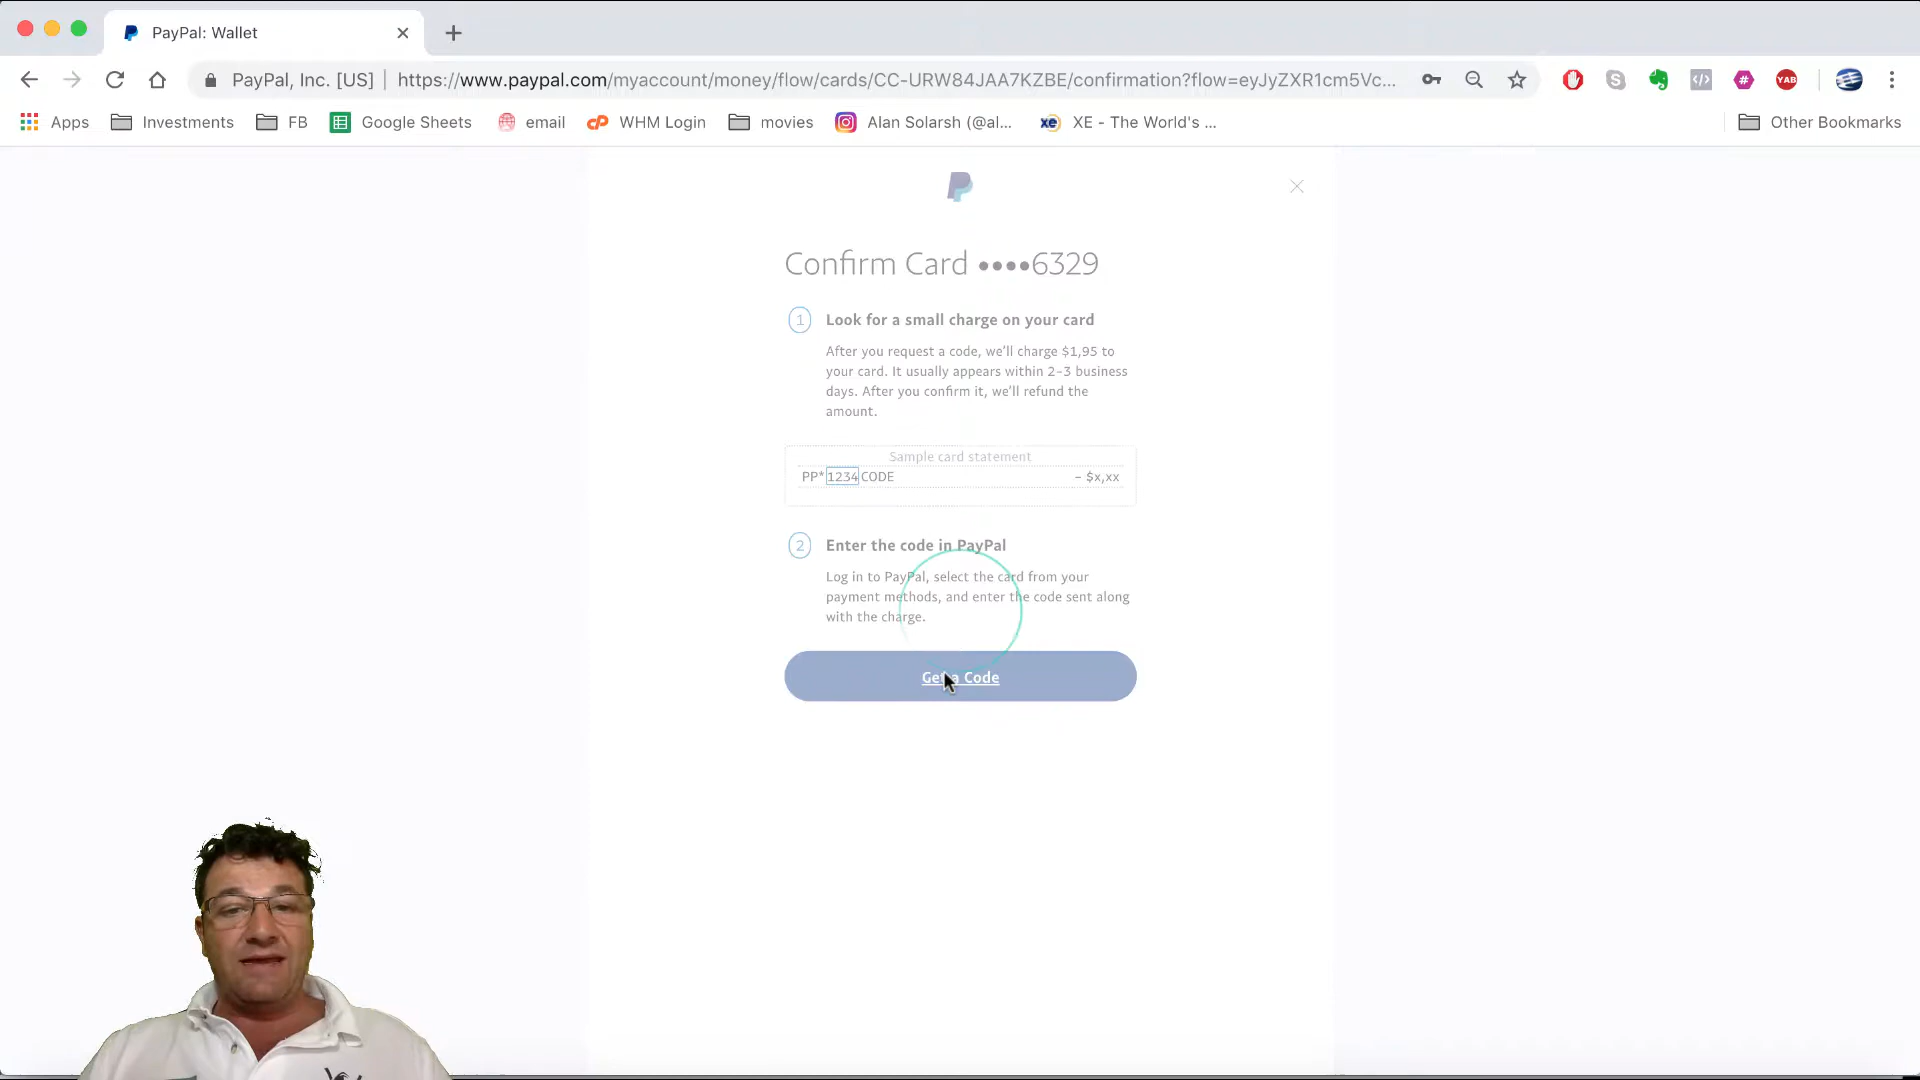 PayPal: Wallet
PayPal, Inc. [US] | https://www.paypal.com/myaccount/money/flow/cards/CC-URW84JAA7KZBE/confirmation?flow=eyJyZXR1cm5Vc...
YAB
Apps Investments FB Google Sheets email WHM Login movies Alan Solarsh (@al... XE - The World's ... Other Bookmarks
Confirm Card ••••6329
1 Look for a small charge on your card
After you request a code, we'll charge $1,95 to
your card. It usually appears within 2-3 business
days. After you confirm it, we'll refund the
amount.
Sample card statement
PP*1234CODE - $x,xx
2 Enter the code in PayPal
Log in to PayPal, select the card from your
payment methods, and enter the code sent along
with the charge.
Get a Code